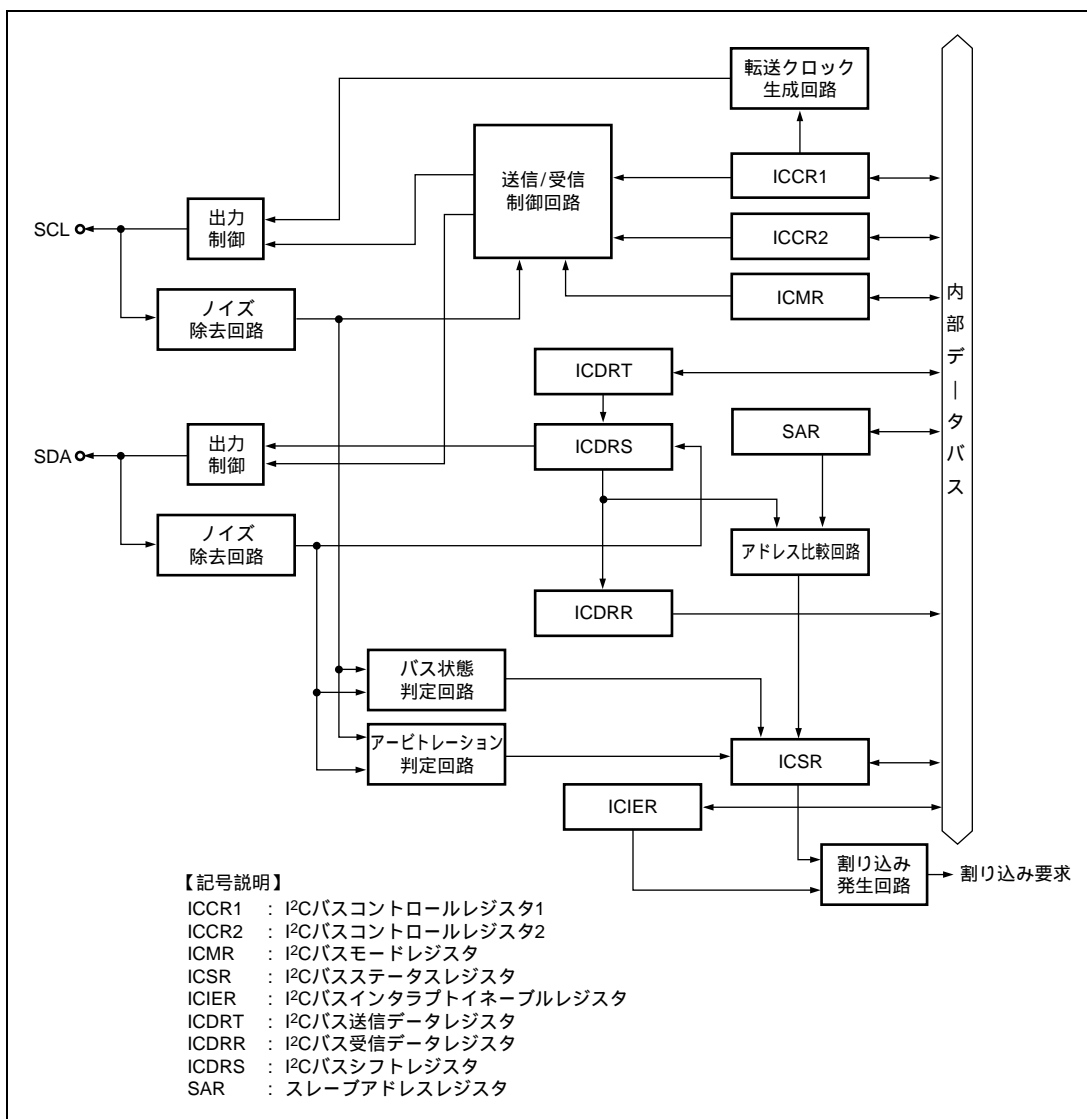 転送クロック
生成回路
送信/受信
制御回路
ICCR1
出力
制御
SCL
ICCR2
ノイズ
除去回路
ICMR
内部データバス
ICDRT
SAR
出力
制御
ICDRS
SDA
ノイズ
除去回路
アドレス比較回路
ICDRR
バス状態
判定回路
アービトレーション
判定回路
ICSR
ICIER
割り込み
発生回路
割り込み要求
【記号説明】
ICCR1 : I²Cバスコントロールレジスタ1
ICCR2 : I²Cバスコントロールレジスタ2
ICMR : I²Cバスモードレジスタ
ICSR : I²Cバスステータスレジスタ
ICIER : I²Cバスインタラプトイネーブルレジスタ
ICDRT : I²Cバス送信データレジスタ
ICDRR : I²Cバス受信データレジスタ
ICDRS : I²Cバスシフトレジスタ
SAR : スレーブアドレスレジスタ